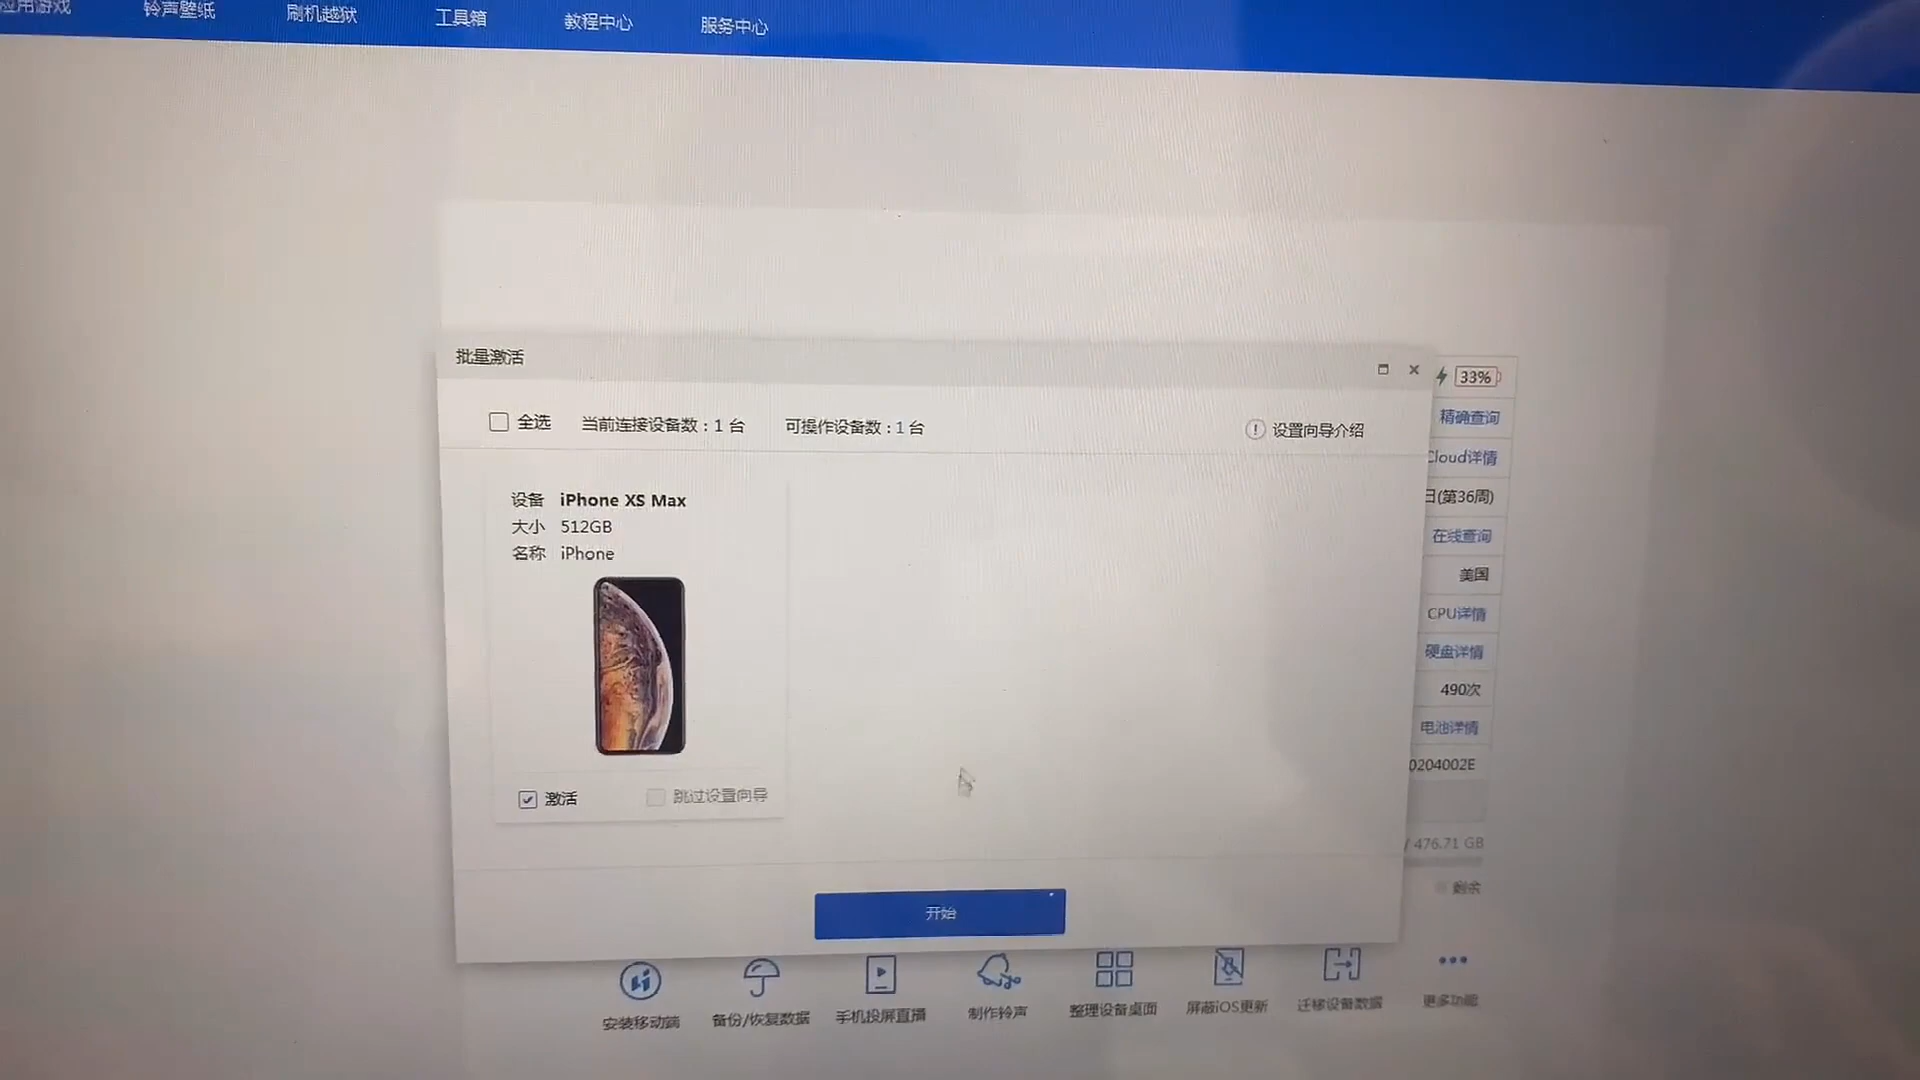 应用游戏 铃声壁纸 刷机越狱 工具箱 教程中心 服务中心
批量激活
33%
全选 当前连接设备数：1 台 可操作设备数：1 台 设置向导介绍
精确查询
Cloud详情
日(第36周)
在线查询
美国
CPU详情
硬盘详情
490次
电池详情
0204002E
/ 476.71 GB
剩余
设备 iPhone XS Max
大小 512GB
名称 iPhone
激活 跳过设置向导
开始
安装移动端 备份/恢复数据 手机投屏直播 制作铃声 整理设备桌面 屏蔽iOS更新 迁移设备数据 更多功能